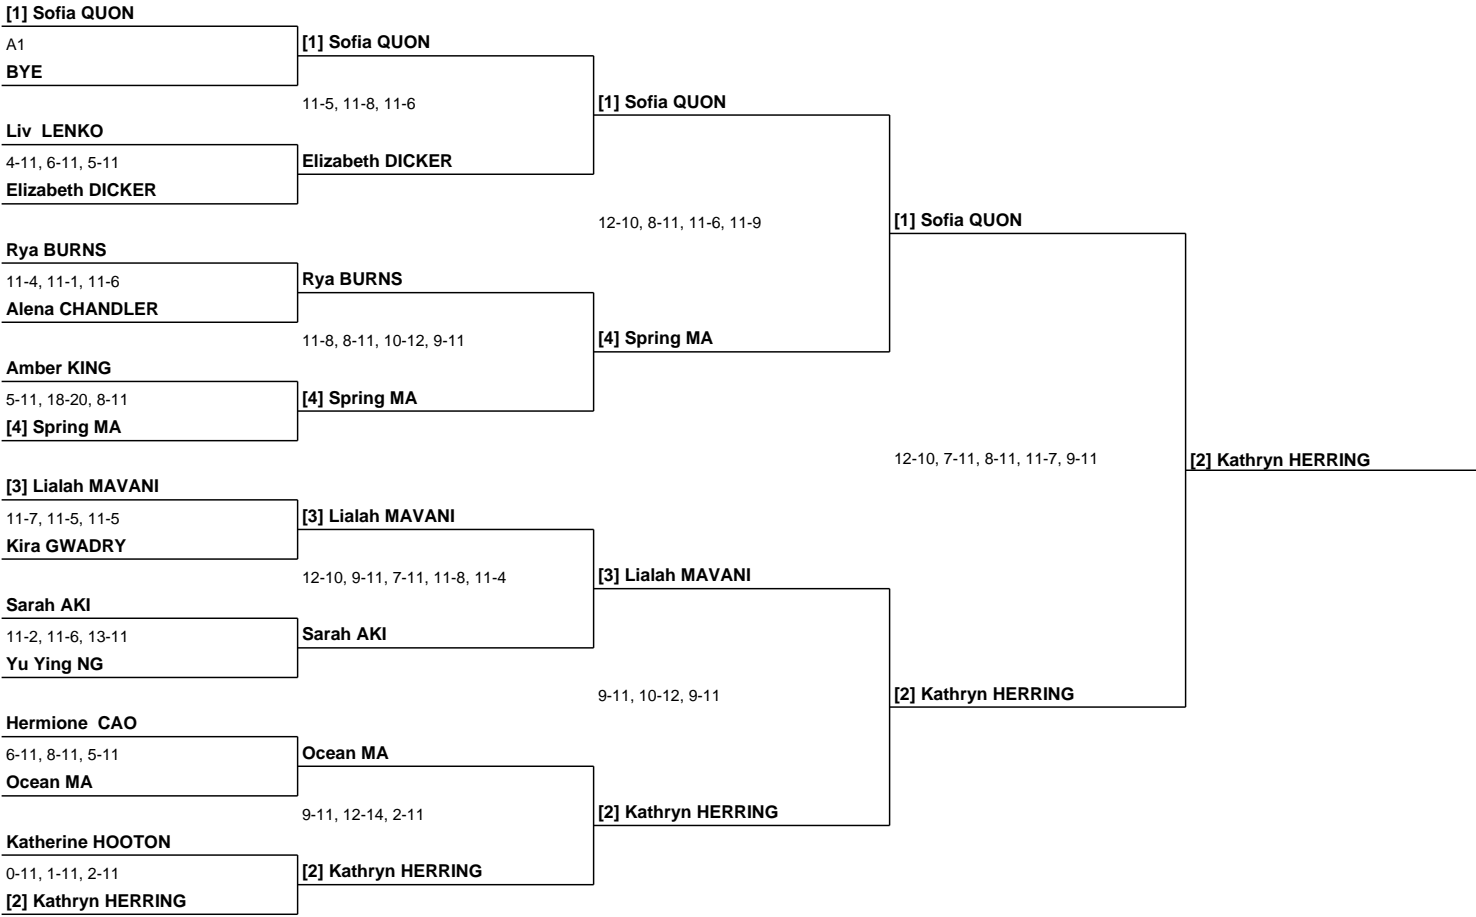 [1] Sofia QUON
A1
BYE
Liv  LENKO
4-11, 6-11, 5-11
Elizabeth DICKER
Rya BURNS
11-4, 11-1, 11-6
Alena CHANDLER
Amber KING
5-11, 18-20, 8-11
[4] Spring MA
[3] Lialah MAVANI
11-7, 11-5, 11-5
Kira GWADRY
Sarah AKI
11-2, 11-6, 13-11
Yu Ying NG
Hermione  CAO
6-11, 8-11, 5-11
Ocean MA
Katherine HOOTON
0-11, 1-11, 2-11
[2] Kathryn HERRING
[1] Sofia QUON
11-5, 11-8, 11-6
Elizabeth DICKER
Rya BURNS
11-8, 8-11, 10-12, 9-11
[4] Spring MA
[3] Lialah MAVANI
12-10, 9-11, 7-11, 11-8, 11-4
Sarah AKI
Ocean MA
9-11, 12-14, 2-11
[2] Kathryn HERRING
[1] Sofia QUON
12-10, 8-11, 11-6, 11-9
[4] Spring MA
[3] Lialah MAVANI
9-11, 10-12, 9-11
[2] Kathryn HERRING
[1] Sofia QUON
12-10, 7-11, 8-11, 11-7, 9-11
[2] Kathryn HERRING
[2] Kathryn HERRING